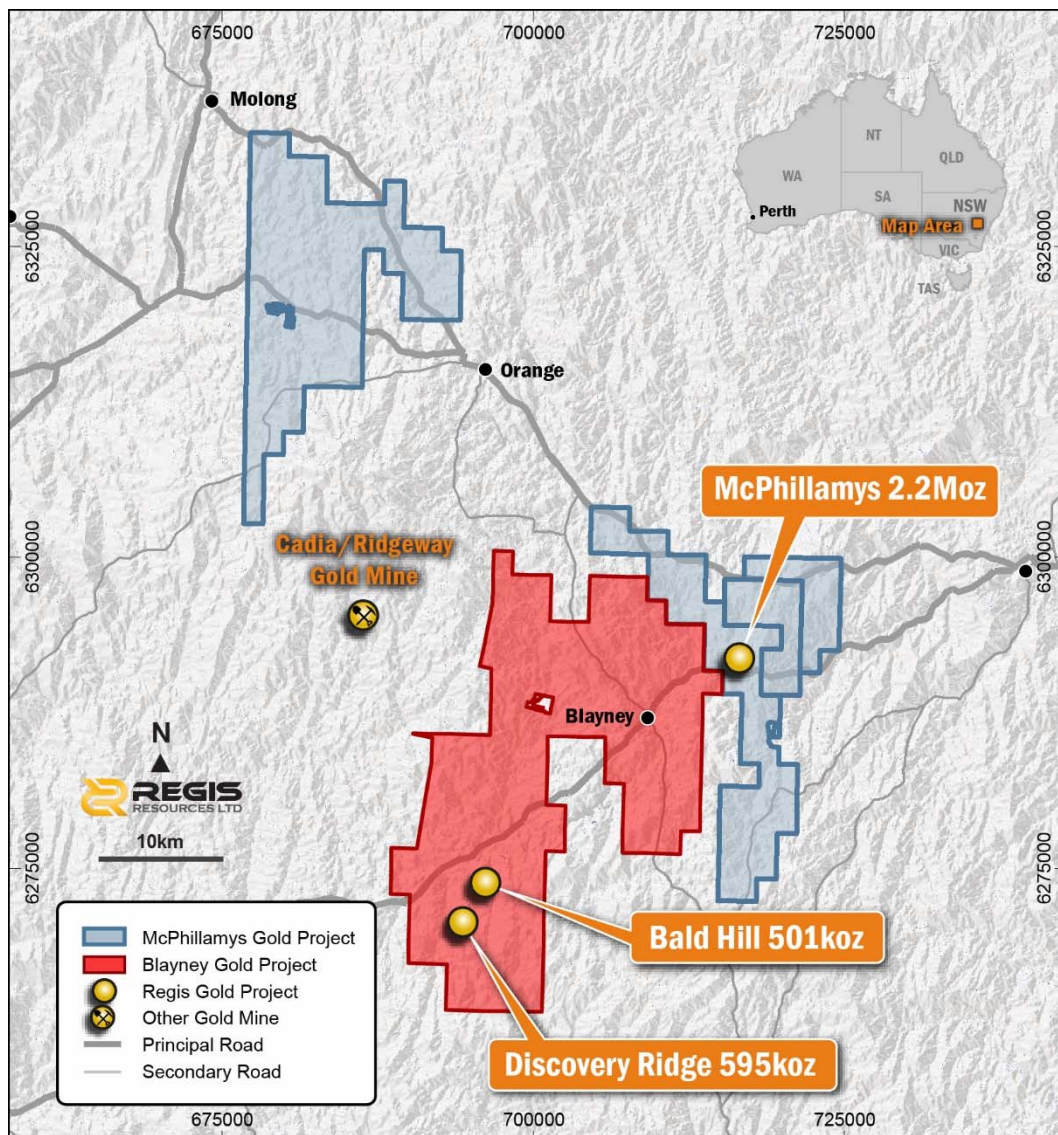 675000
700000
725000
Molong
NT
QLD
WA
SA
NSW
Perth
Map Area
VIC
TAS
6325000
6325000
Orange
McPhillamys 2.2Moz
Cadia/Ridgeway
Gold Mine
6300000
6300000
Blayney
N
REGIS
RESOURCES LTD
10km
6275000
6275000
Bald Hill 501koz
Discovery Ridge 595koz
McPhillamys Gold Project
Blayney Gold Project
Regis Gold Project
Other Gold Mine
Principal Road
Secondary Road
675000
700000
725000